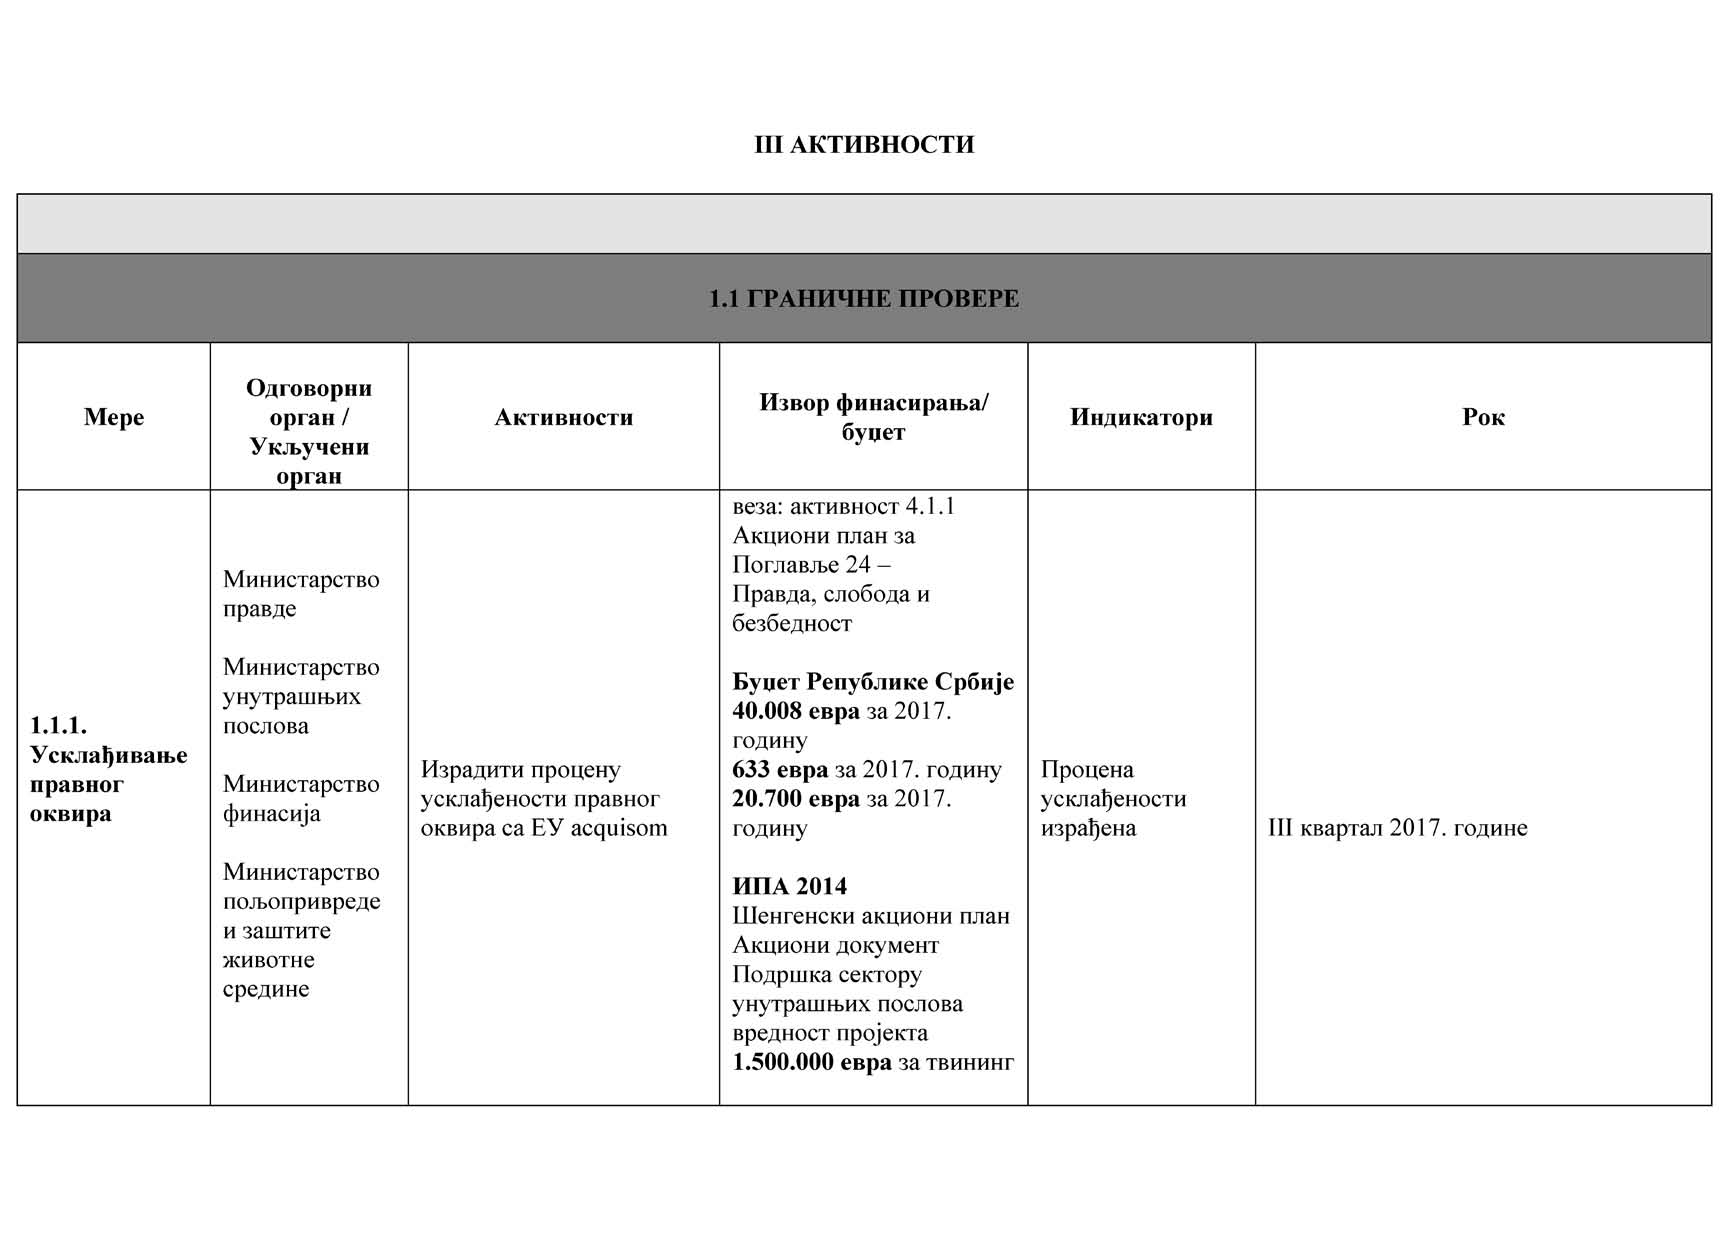 III АКТИВНОСТИ
1.1 ГРАНИЧНЕ ПРОВЕРЕ
Мере
Одговорни
орган /
Укључени
орган
Активности
Извор финасирања/
буџет
Индикатори
Рок
1.1.1.
Усклађивање
правног
оквира
Министарство
правде
Министарство
унутрашњих
послова
Министарство
финасија
Министарство
пољопривреде
и заштите
животне
средине
Израдити процену
усклађености правног
оквира са ЕУ acquisом
веза: активност 4.1.1
Акциони план за
Поглавље 24 –
Правда, слобода и
безбедност
Буџет Републике Србије
40.008 евра за 2017.
годину
633 евра за 2017. годину
20.700 евра за 2017.
годину
ИПА 2014
Шенгенски акциони план
Акциони документ
Подршка сектору
унутрашњих послова
вредност пројекта
1.500.000 евра за твининг
Процена
усклађености
израђена
III квартал 2017. године